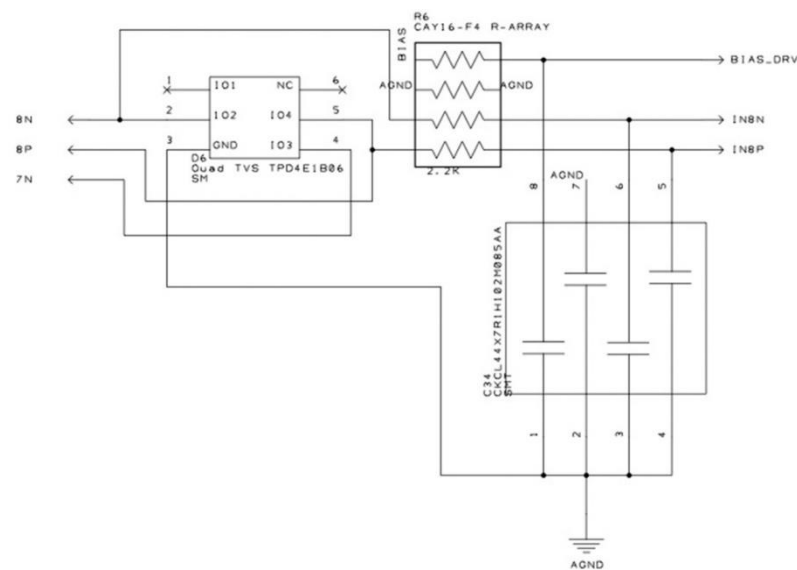 R6
CAY16-F4 R-ARRAY
BIAS
BIAS_DRV
1 IO1 NC 6
AGND AGND
8N 2 IO2 IO4 5 IN8N
8P 3 GND IO3 4 IN8P
D6
Quad TVS TPD4E1B06
SM
2.2K
7N
AGND
8 7 6 5
C34
CKCL44X7R1H102M085AA
SMT
1 2 3 4
AGND